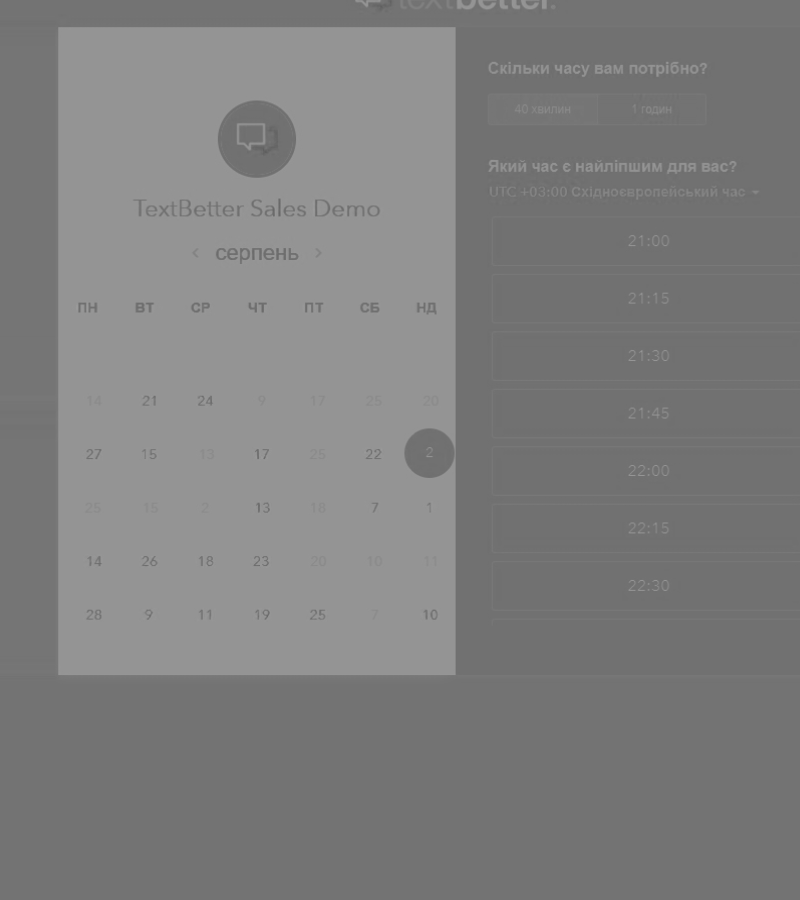 textbetter.
TextBetter Sales Demo
серпень
ПН ВТ СР ЧТ ПТ СБ НД
14 21 24 9 17 25 20
27 15 13 17 25 22 2
25 15 2 13 18 7 1
14 26 18 23 20 10 11
28 9 11 19 25 7 10
Скільки часу вам потрібно?
40 хвилин 1 годин
Який час є найліпшим для вас?
UTC +03:00 Східноєвропейський час
21:00
21:15
21:30
21:45
22:00
22:15
22:30